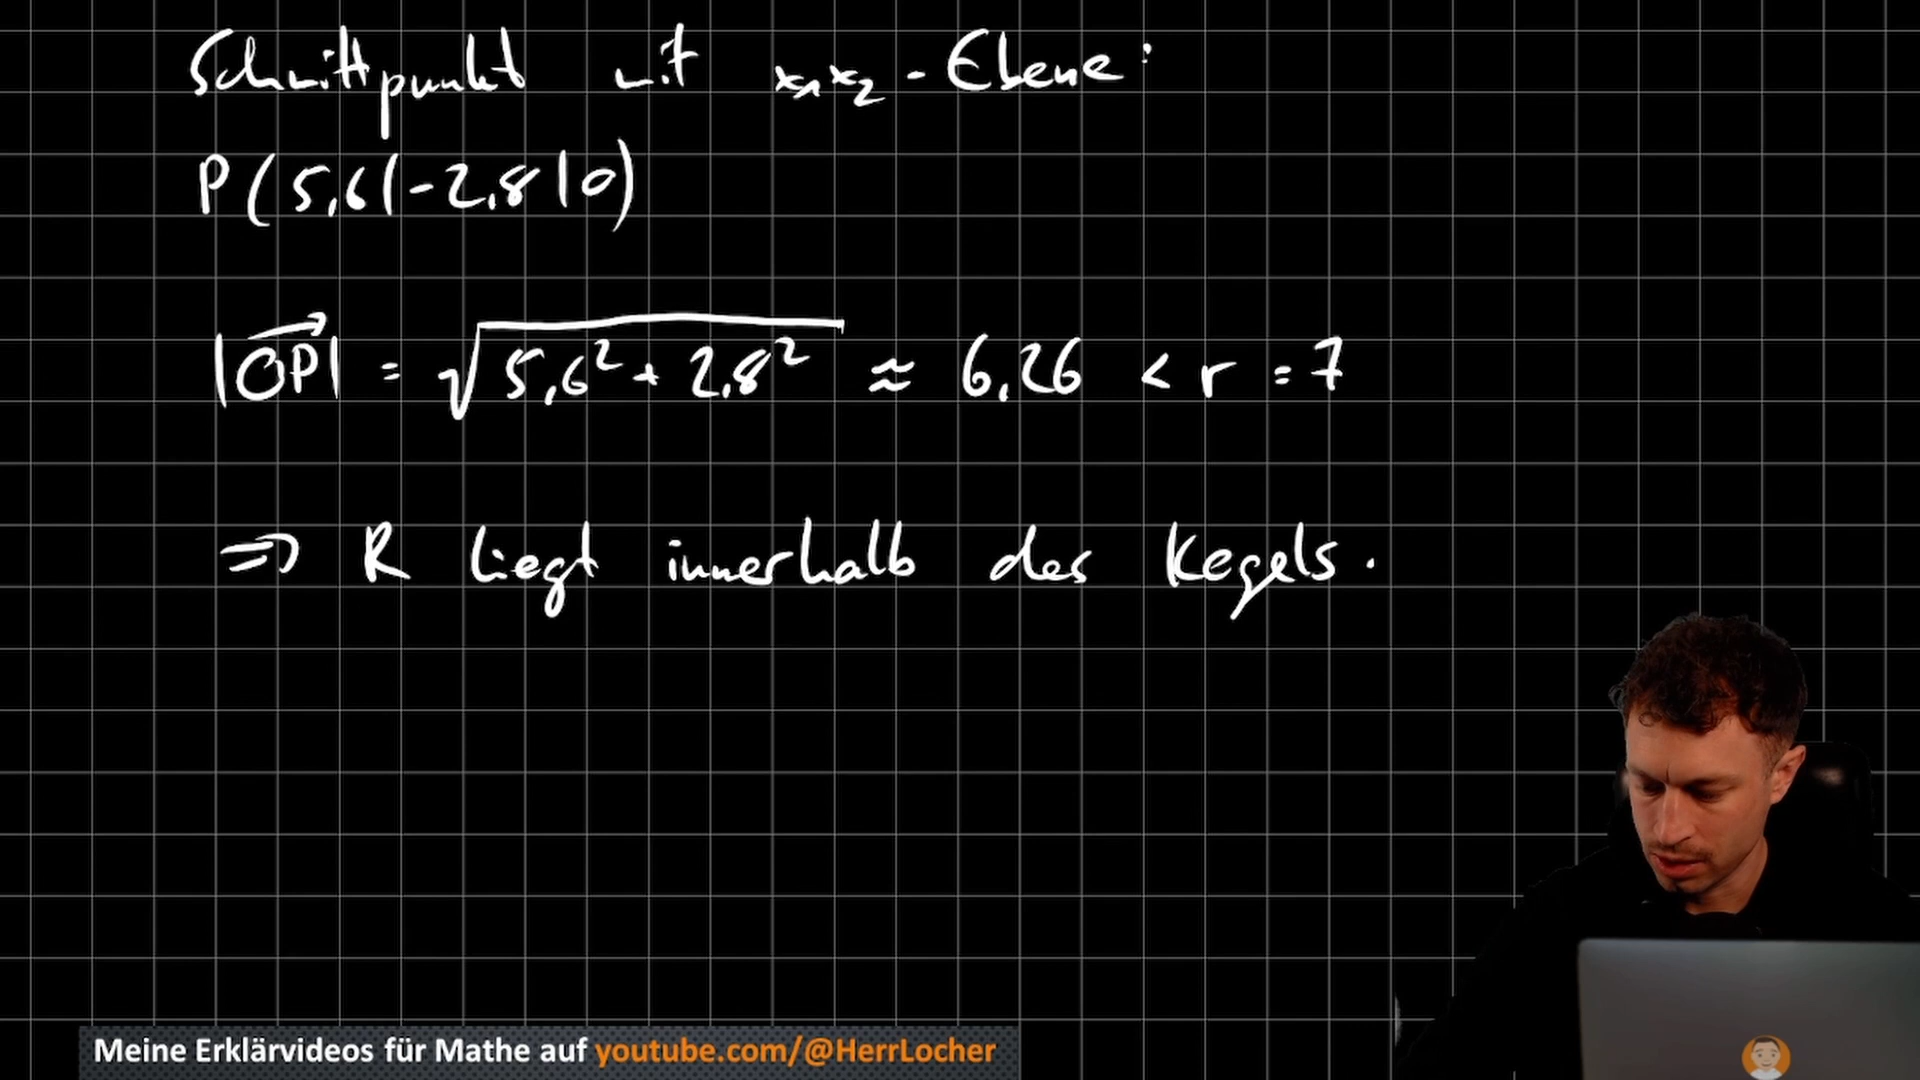 Schnittpunkt mit x₁x₂-Ebene:
P(5,6|-2,8|0)
|OP⃗| = √(5,6² + 2,8²) ≈ 6,26 < r = 7
⇒ R liegt innerhalb des Kegels.
Meine Erklärvideos für Mathe auf youtube.com/@HerrLocher